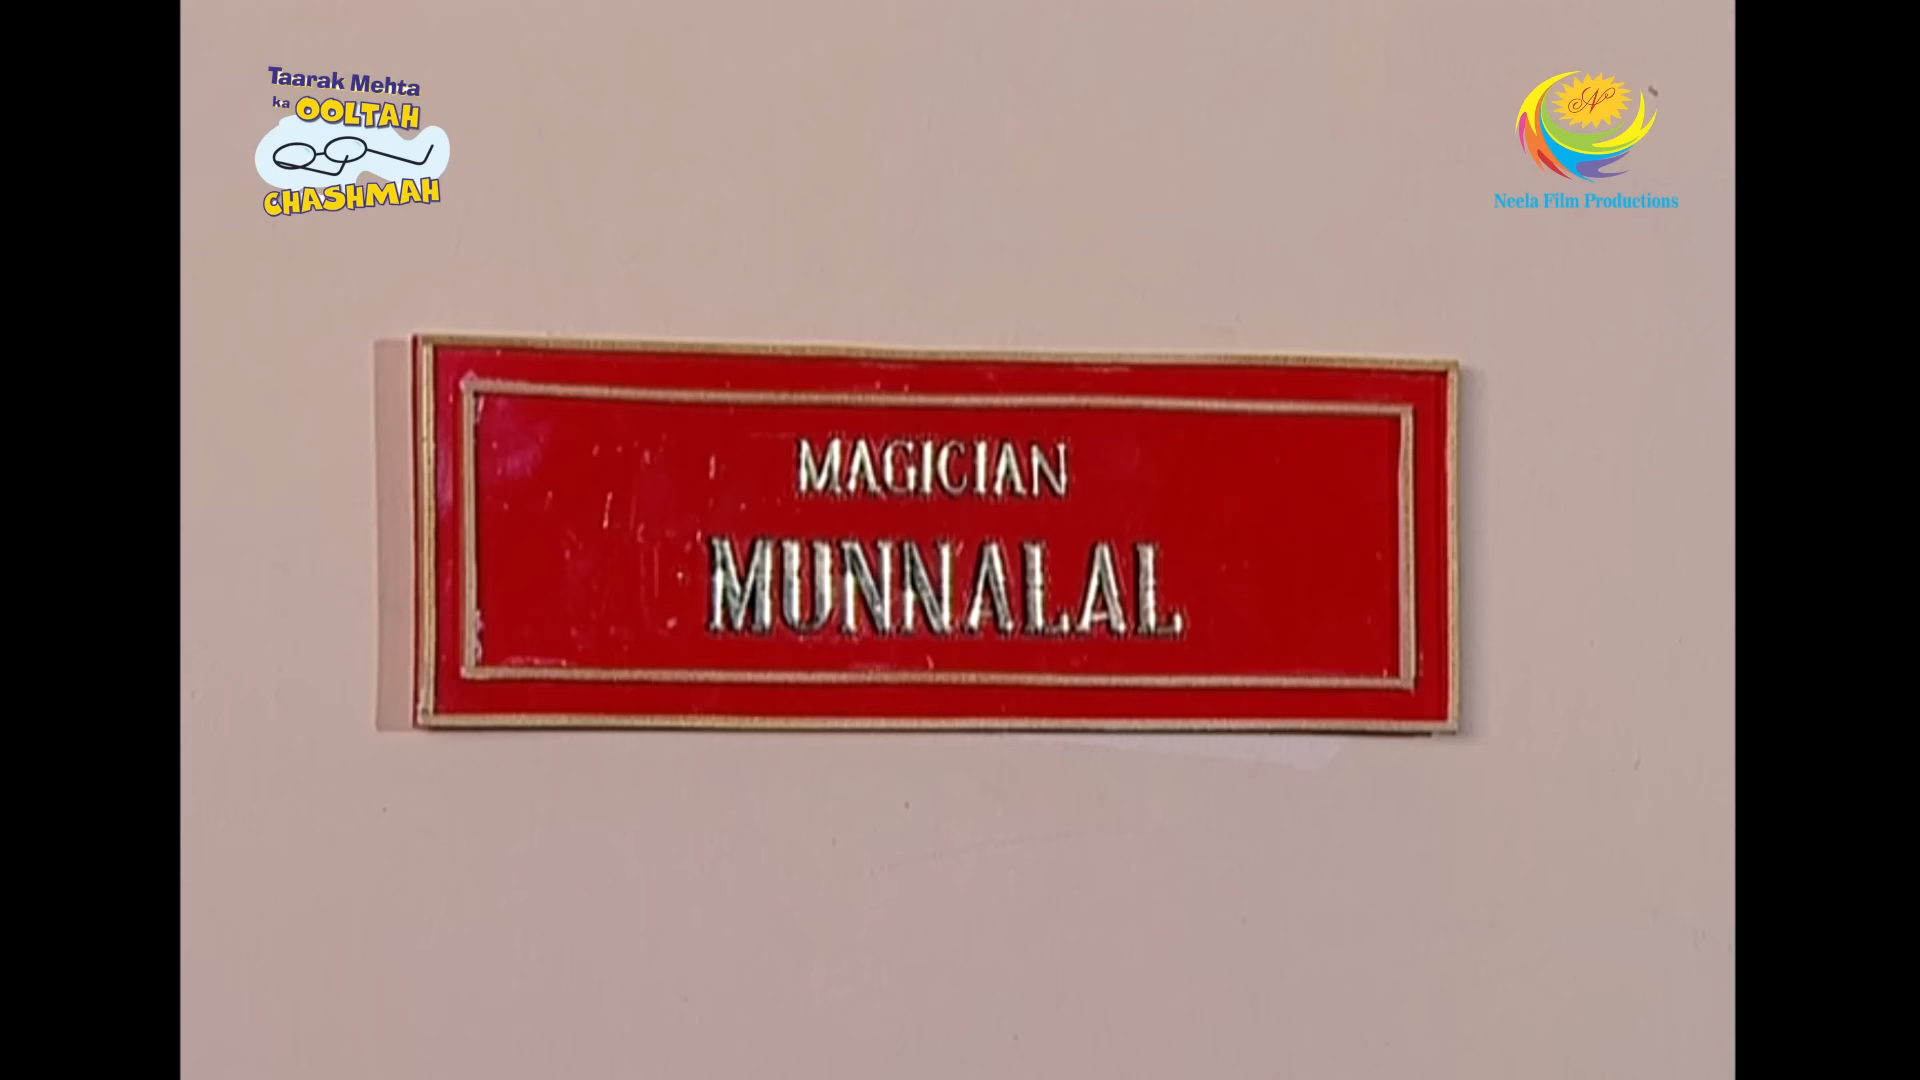 Taarak Mehta
ka OOLTAH
CHASHMAH
Neela Film Productions
MAGICIAN
MUNNALAL